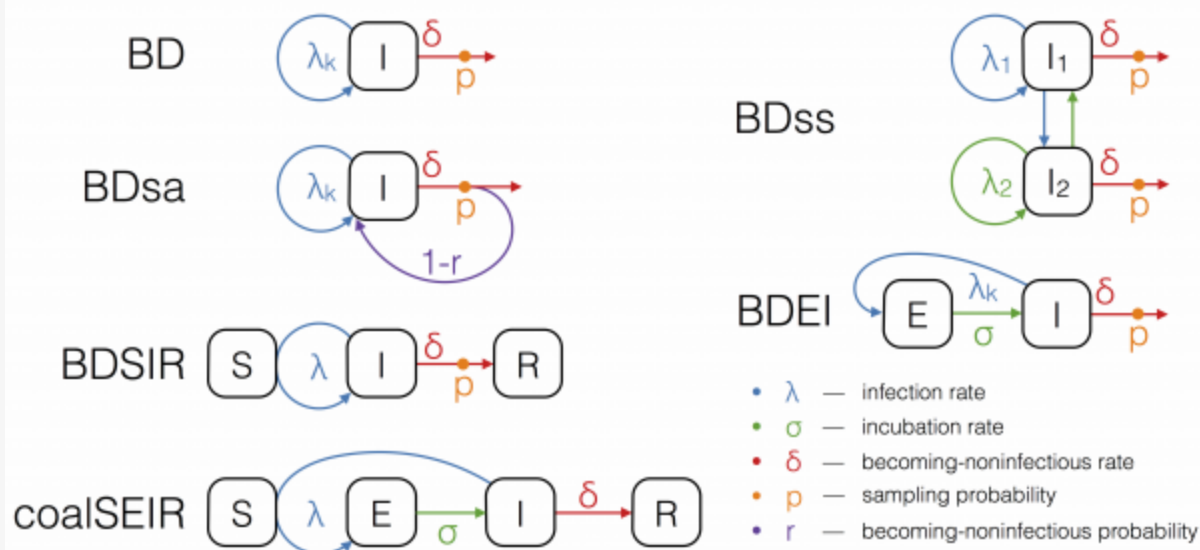 BD
λk
I
δ
p
BDsa
λk
I
δ
p
1-r
BDSIR
S
λ
I
δ
p
R
coalSEIR
S
λ
E
σ
I
δ
R
BDss
λ1
I1
δ
p
λ2
I2
δ
p
BDEI
E
λk
σ
I
δ
p
• λ — infection rate
• σ — incubation rate
• δ — becoming-noninfectious rate
• p — sampling probability
• r — becoming-noninfectious probability